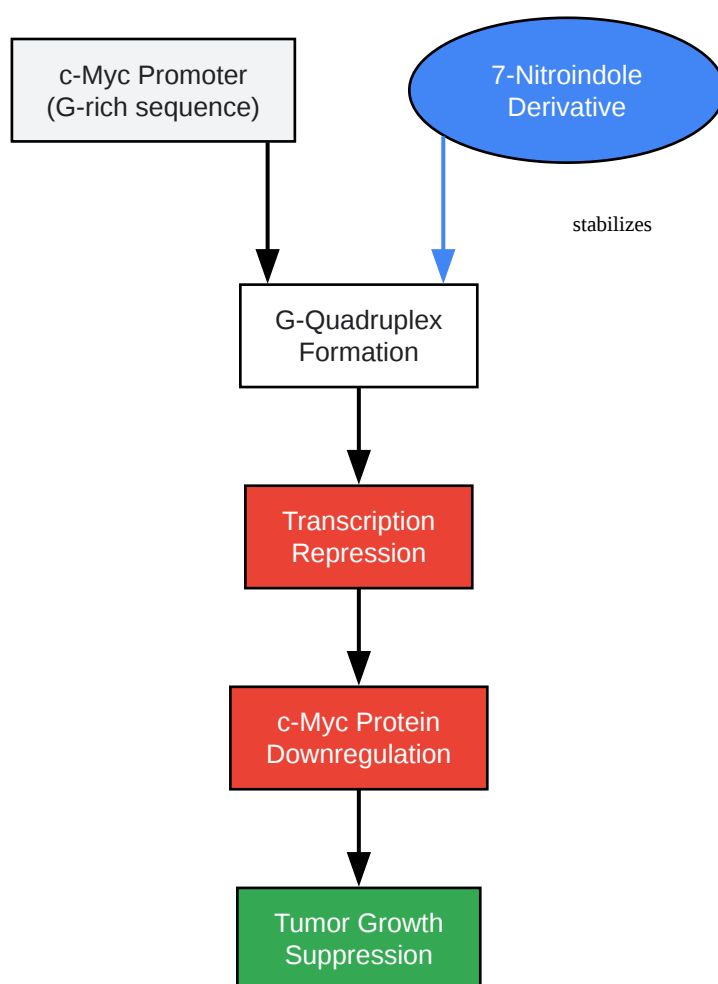 c-Myc Promoter
(G-rich sequence)
7-Nitroindole
Derivative
stabilizes
G-Quadruplex
Formation
Transcription
Repression
c-Myc Protein
Downregulation
Tumor Growth
Suppression